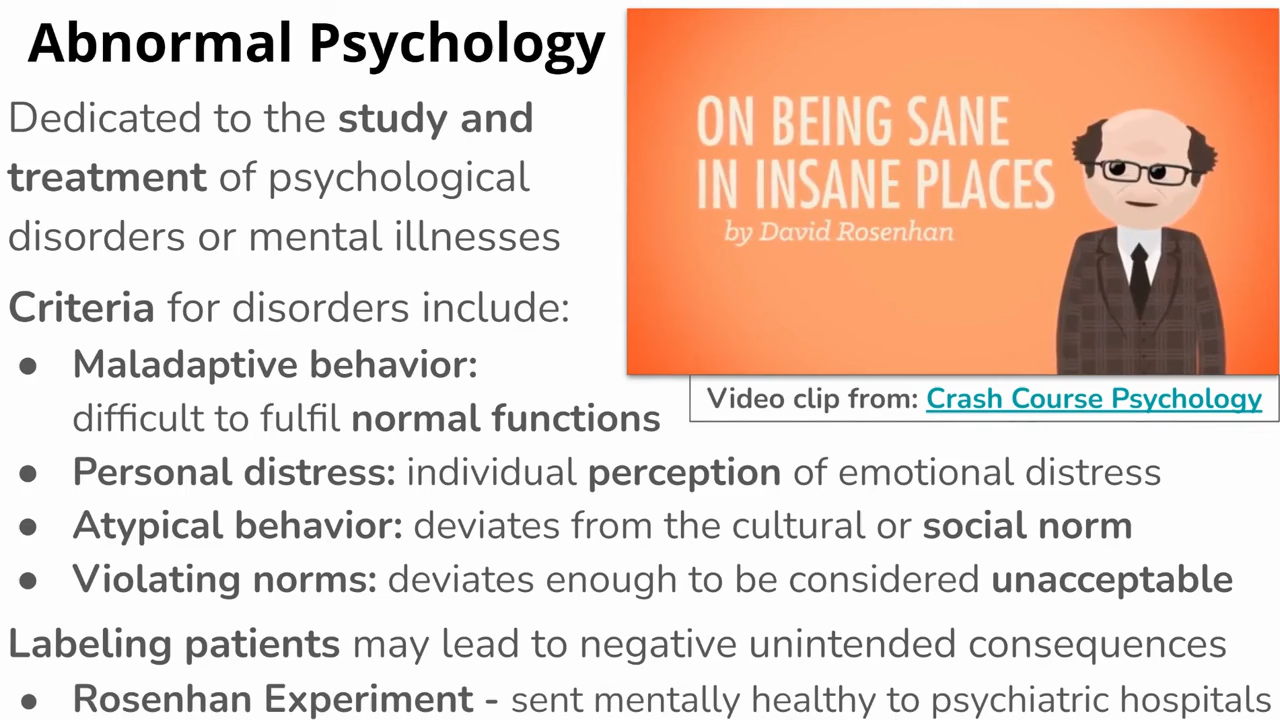 Abnormal Psychology
Dedicated to the study and
treatment of psychological
disorders or mental illnesses
Criteria for disorders include:
● Maladaptive behavior:
difficult to fulfil normal functions
● Personal distress: individual perception of emotional distress
● Atypical behavior: deviates from the cultural or social norm
● Violating norms: deviates enough to be considered unacceptable
Labeling patients may lead to negative unintended consequences
● Rosenhan Experiment - sent mentally healthy to psychiatric hospitals
ON BEING SANE
IN INSANE PLACES
by David Rosenhan
Video clip from: Crash Course Psychology